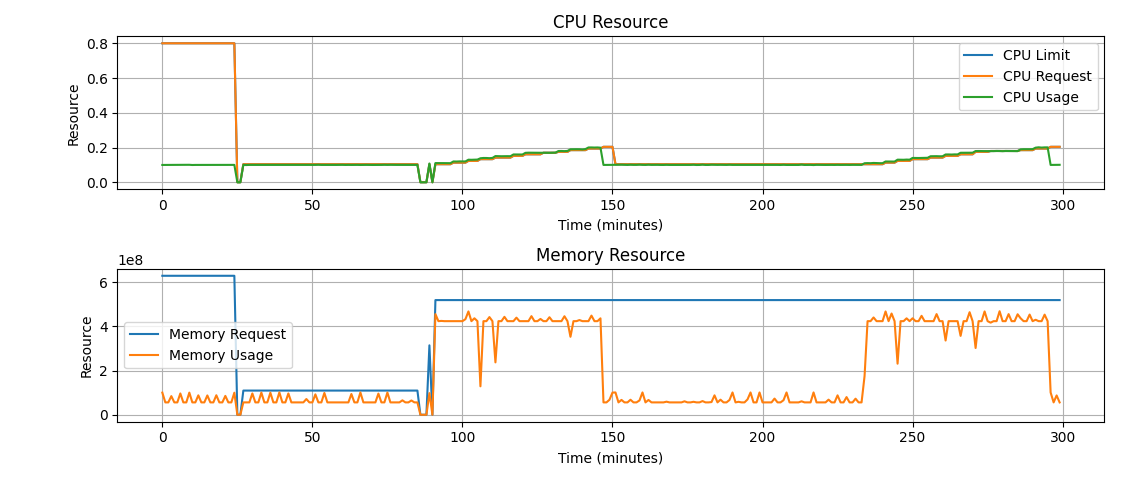 CPU Resource
0.8
0.6
0.4
0.2
0.0
Resource
CPU Limit
CPU Request
CPU Usage
0 50 100 150 200 250 300
Time (minutes)
Memory Resource
1e8
6
4
2
0
Resource
Memory Request
Memory Usage
0 50 100 150 200 250 300
Time (minutes)